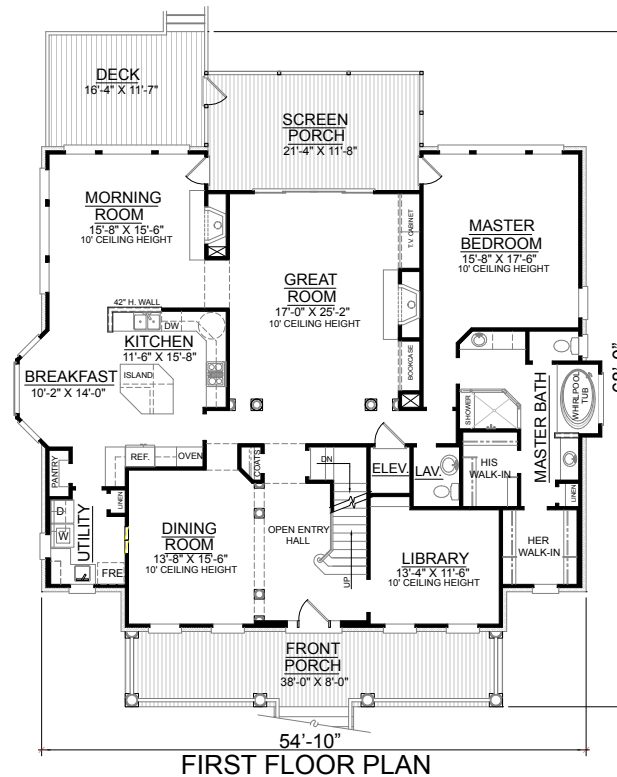 DECK
16'-4" X 11'-7"
SCREEN
PORCH
21'-4" X 11'-8"
MORNING
ROOM
15'-8" X 15'-6"
10' CEILING HEIGHT
T.V. CABINET
MASTER
BEDROOM
15'-8" X 17'-6"
10' CEILING HEIGHT
GREAT
ROOM
17'-0" X 25'-2"
10' CEILING HEIGHT
42" H. WALL
DW
KITCHEN
11'-6" X 15'-8"
BREAKFAST
10'-2" X 14'-0"
ISLAND
BOOKCASE
SHOWER
MASTER BATH
WHIRLPOOL
TUB
REF.
OVEN
PANTRY
COATS
DN
ELEV.
LAV.
HIS
WALK-IN
LINEN
LINEN
D
W
UTILITY
FRE
DINING
ROOM
13'-8" X 15'-6"
10' CEILING HEIGHT
OPEN ENTRY
HALL
UP
LIBRARY
13'-4" X 11'-6"
10' CEILING HEIGHT
HER
WALK-IN
FRONT
PORCH
38'-0" X 8'-0"
54'-10"
FIRST FLOOR PLAN